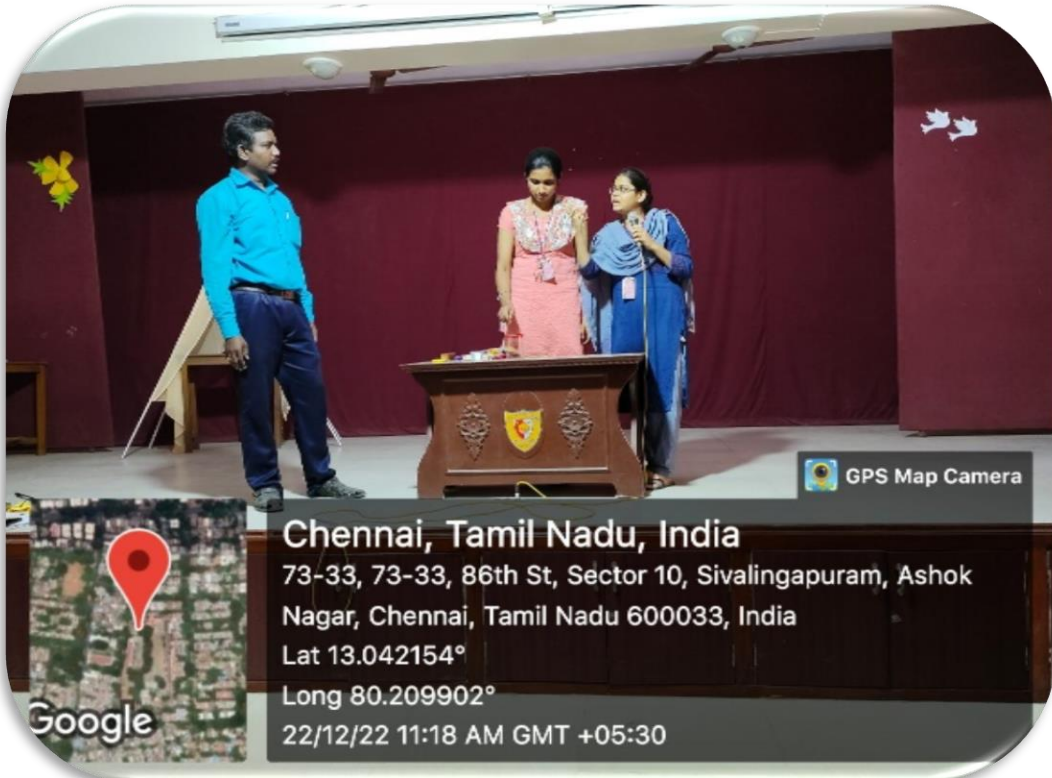 GPS Map Camera
Chennai, Tamil Nadu, India
73-33, 73-33, 86th St, Sector 10, Sivalingapuram, Ashok
Nagar, Chennai, Tamil Nadu 600033, India
Lat 13.042154°
Long 80.209902°
22/12/22 11:18 AM GMT +05:30
Google